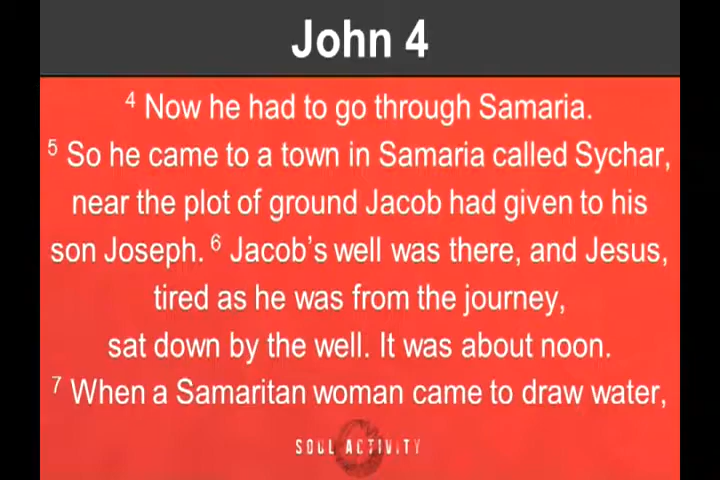 John 4
4 Now he had to go through Samaria.
5 So he came to a town in Samaria called Sychar,
near the plot of ground Jacob had given to his
son Joseph. 6 Jacob's well was there, and Jesus,
tired as he was from the journey,
sat down by the well. It was about noon.
7 When a Samaritan woman came to draw water,
SOUL ACTIVITY